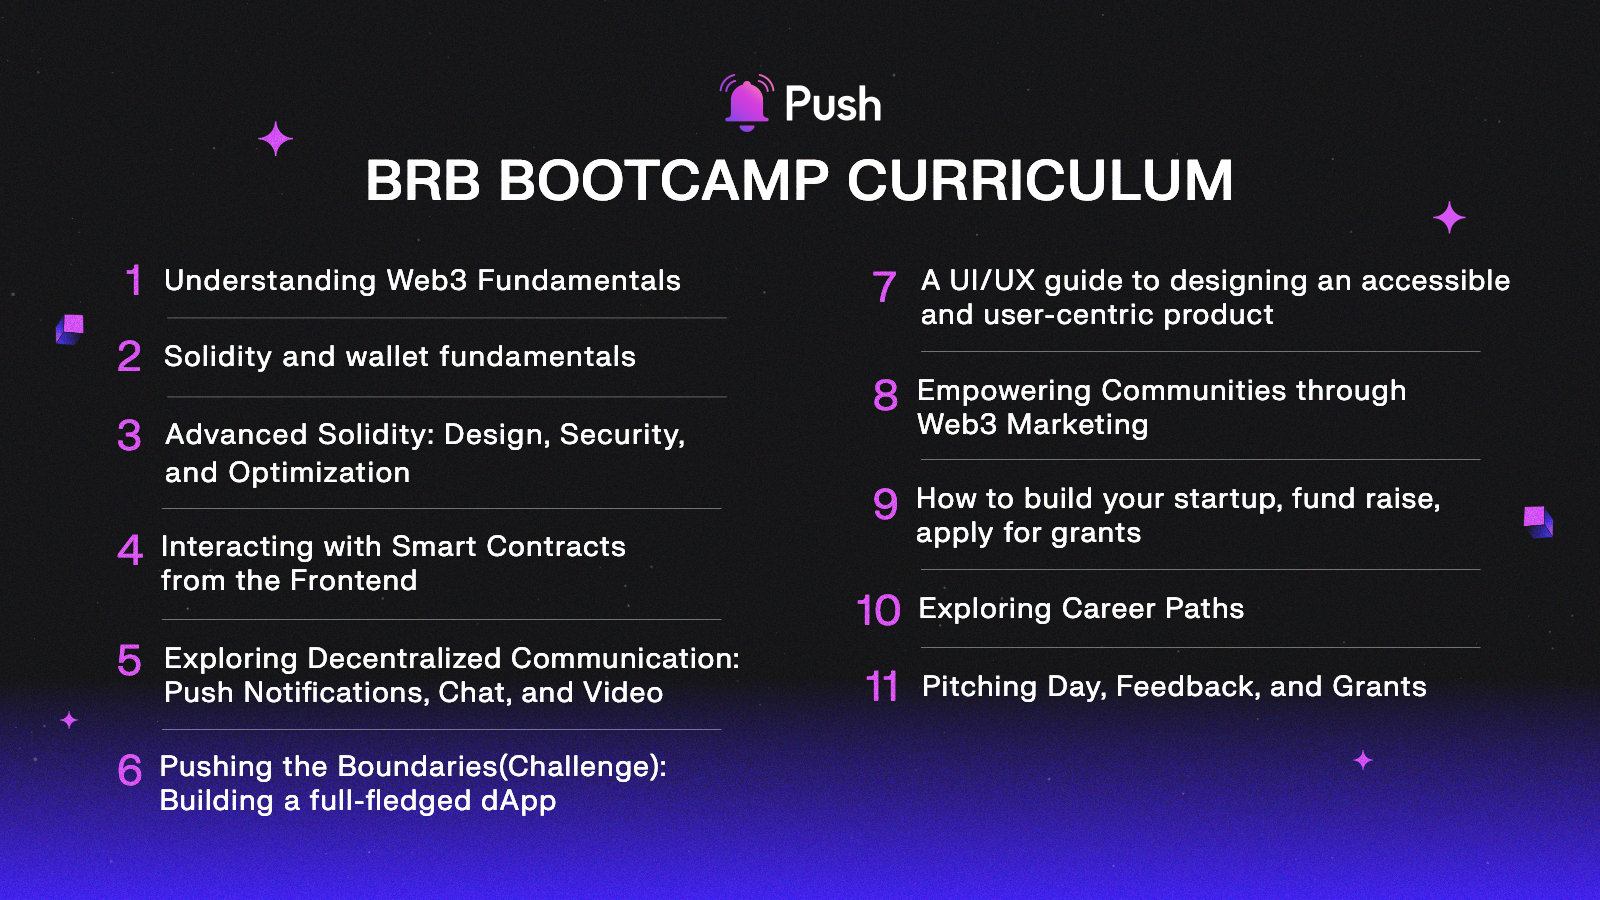 Push
BRB BOOTCAMP CURRICULUM
1 Understanding Web3 Fundamentals
2 Solidity and wallet fundamentals
3 Advanced Solidity: Design, Security,
and Optimization
4 Interacting with Smart Contracts
from the Frontend
5 Exploring Decentralized Communication:
Push Notifications, Chat, and Video
6 Pushing the Boundaries(Challenge):
Building a full-fledged dApp
7 A UI/UX guide to designing an accessible
and user-centric product
8 Empowering Communities through
Web3 Marketing
9 How to build your startup, fund raise,
apply for grants
10 Exploring Career Paths
11 Pitching Day, Feedback, and Grants